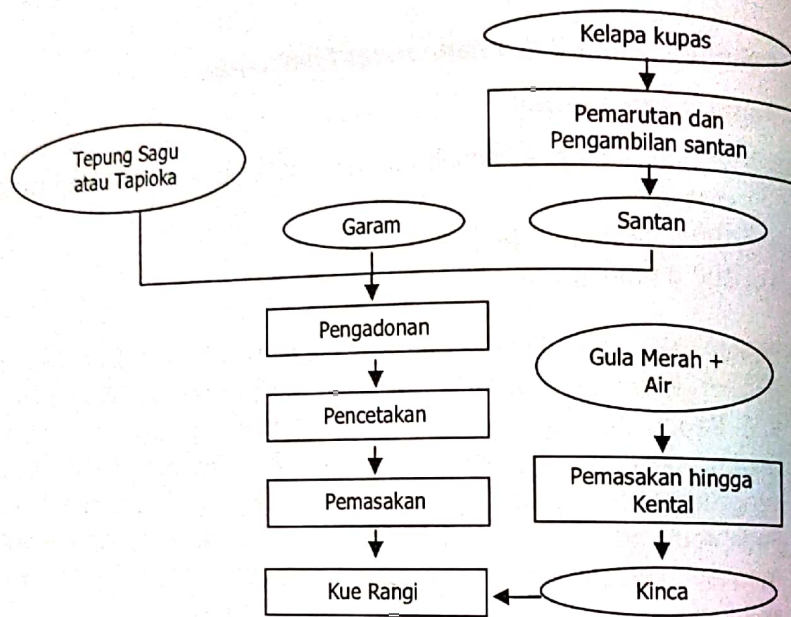 Kelapa kupas
Pemarutan dan
Pengambilan santan
Tepung Sagu
atau Tapioka
Garam
Santan
Pengadonan
Gula Merah +
Air
Pencetakan
Pemasakan
Pemasakan hingga
Kental
Kue Rangi
Kinca